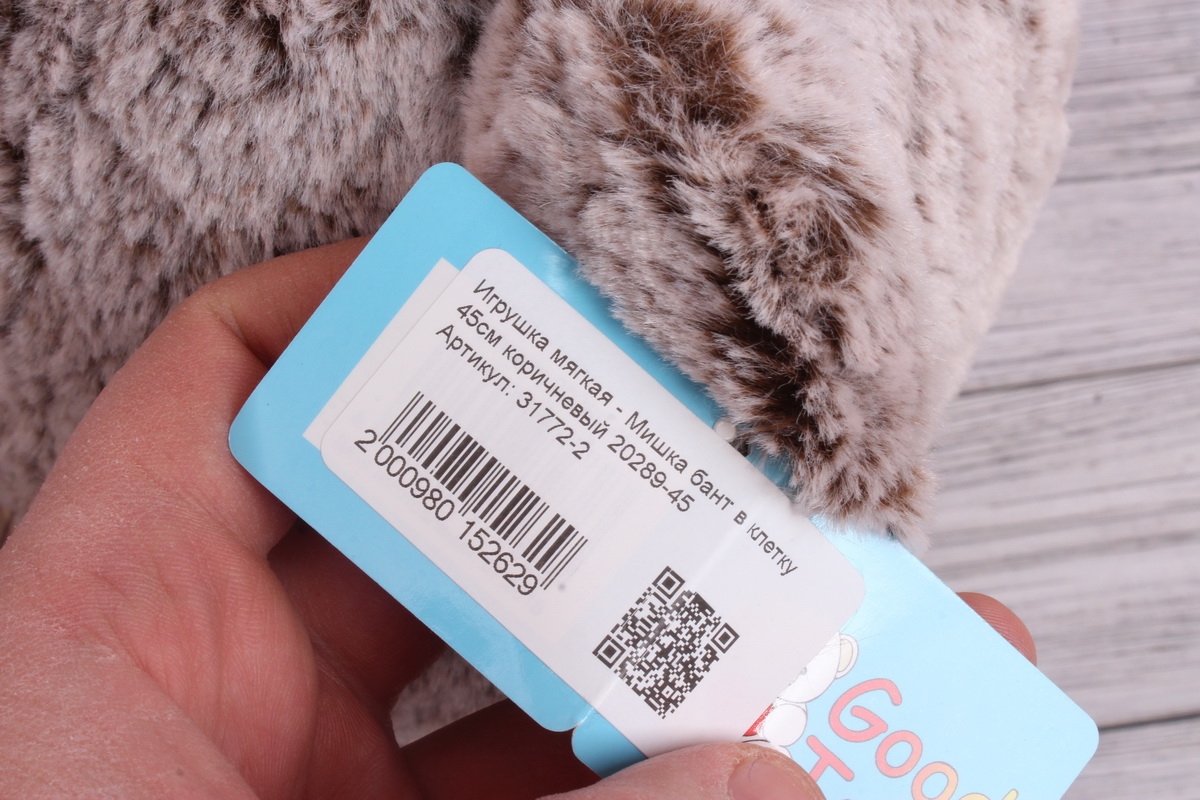 Игрушка мягкая - Мишка бант в клетку
45см коричневый 20289-45
Артикул: 31772-2
2 000980 152629
Good